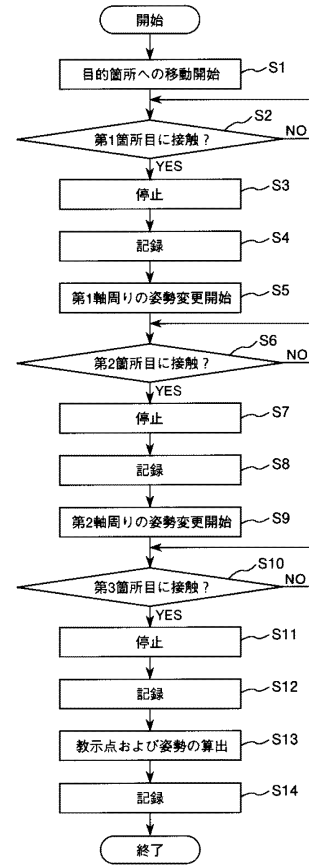 開始
目的箇所への移動開始 S1
S2
第1箇所目に接触？ NO
YES
停止 S3
記録 S4
第1軸周りの姿勢変更開始 S5
S6
第2箇所目に接触？ NO
YES
停止 S7
記録 S8
第2軸周りの姿勢変更開始 S9
S10
第3箇所目に接触？ NO
YES
停止 S11
記録 S12
教示点および姿勢の算出 S13
記録 S14
終了